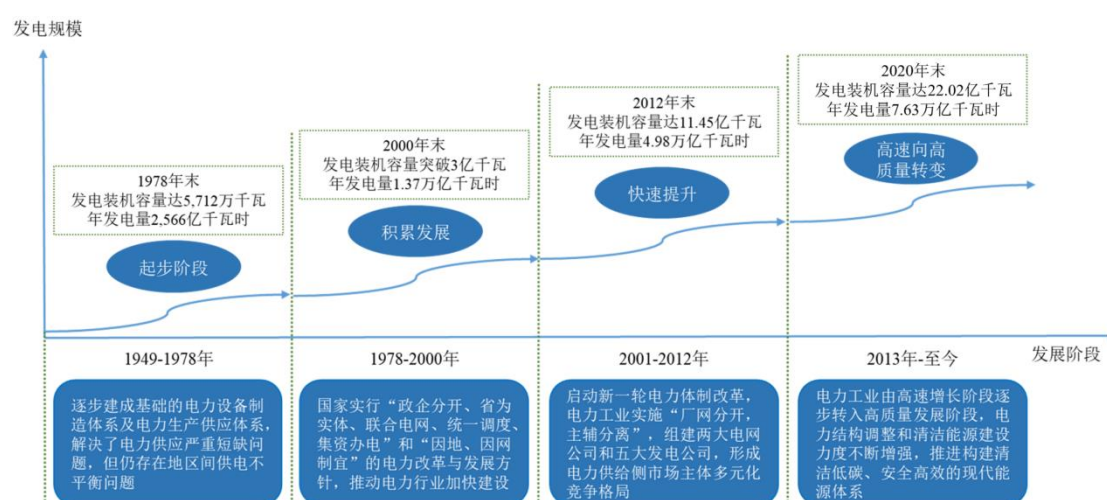 发电规模
1978年末
发电装机容量达5,712万千瓦
年发电量2,566亿千瓦时
起步阶段
2000年末
发电装机容量突破3亿千瓦
年发电量1.37万亿千瓦时
积累发展
2012年末
发电装机容量达11.45亿千瓦
年发电量4.98万亿千瓦时
快速提升
2020年末
发电装机容量达22.02亿千瓦
年发电量7.63万亿千瓦时
高速向高
质量转变
1949-1978年
1978-2000年
2001-2012年
2013年-至今
发展阶段
逐步建成基础的电力设备制
造体系及电力生产供应体系，
解决了电力供应严重短缺问
题，但仍存在地区间供电不
平衡问题
国家实行“政企分开、省为
实体、联合电网、统一调度、
集资办电”和“因地、因网
制宜”的电力改革与发展方
针，推动电力行业加快建设
启动新一轮电力体制改革，
电力工业实施“厂网分开，
主辅分离”，组建两大电网
公司和五大发电公司，形成
电力供给侧市场主体多元化
竞争格局
电力工业由高速增长阶段逐
步转入高质量发展阶段，电
力结构调整和清洁能源建设
力度不断增强，推进构建清
洁低碳、安全高效的现代能
源体系